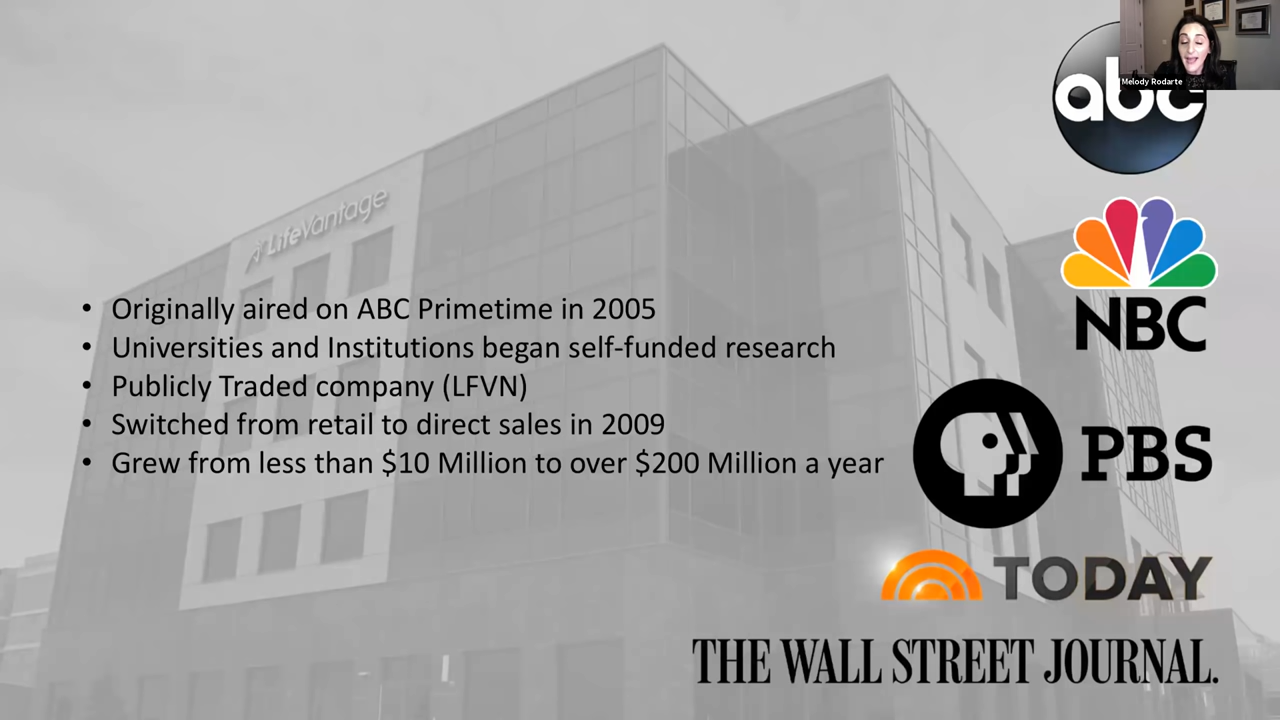 abc
Melody Rodarte
LifeVantage
NBC
• Originally aired on ABC Primetime in 2005
• Universities and Institutions began self-funded research
• Publicly Traded company (LFVN)
• Switched from retail to direct sales in 2009
• Grew from less than $10 Million to over $200 Million a year
PBS
TODAY
THE WALL STREET JOURNAL.